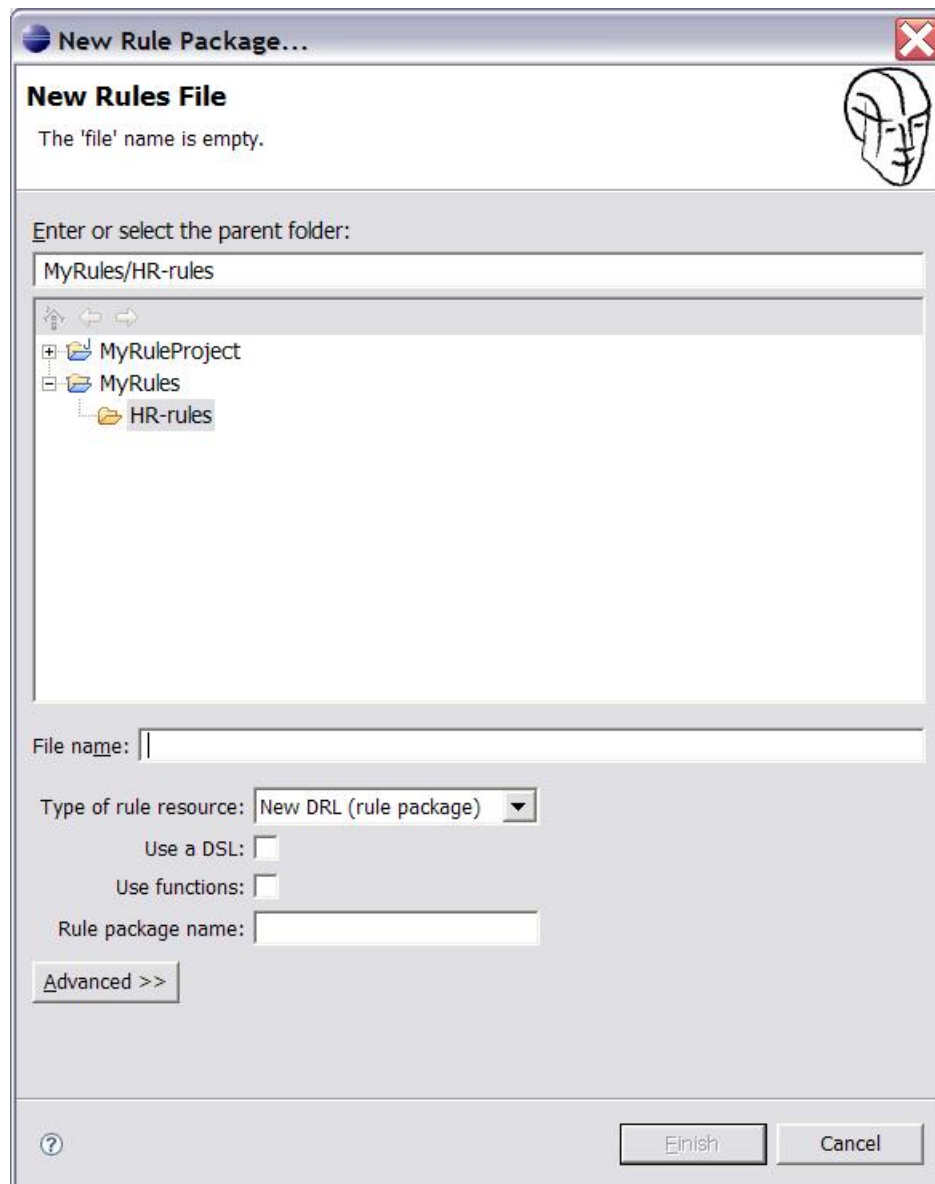 New Rule Package...
New Rules File
The 'file' name is empty.
Enter or select the parent folder:
MyRules/HR-rules
MyRuleProject
MyRules
HR-rules
File name:
Type of rule resource: New DRL (rule package)
Use a DSL:
Use functions:
Rule package name:
Advanced >>
? Finish Cancel